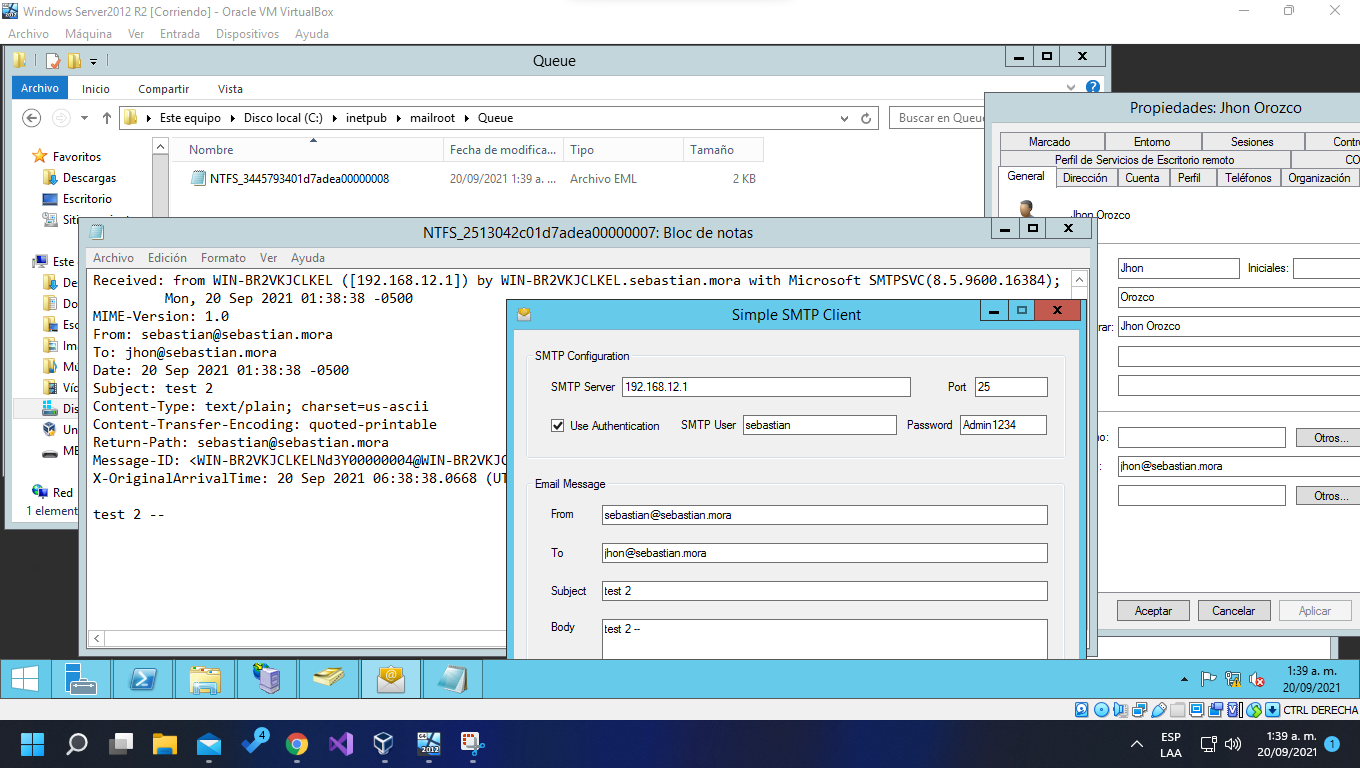 Windows Server2012 R2 [Corriendo] - Oracle VM VirtualBox
Archivo Máquina Ver Entrada Dispositivos Ayuda
Queue
Archivo Inicio Compartir Vista
Este equipo Disco local (C:) inetpub mailroot Queue
Buscar en Queue
Nombre Fecha de modifica... Tipo Tamaño
NTFS_3445793401d7adea00000008 20/09/2021 1:39 a. ... Archivo EML 2 KB
Favoritos
Descargas
Escritorio
Siti
Este
De
Do
Esc
Im
Mú
Víc
Dis
Un
ME
Red
1 element
Propiedades: Jhon Orozco
Marcado Entorno Sesiones Contr
Perfil de Servicios de Escritorio remoto CO
General Dirección Cuenta Perfil Teléfonos Organización
Jhon Orozco
Jhon Iniciales:
Orozco
rar: Jhon Orozco
no: Otros...
: jhon@sebastian.mora
Otros...
Aceptar Cancelar Aplicar
NTFS_2513042c01d7adea00000007: Bloc de notas
Archivo Edición Formato Ver Ayuda
Received: from WIN-BR2VKJCLKEL ([192.168.12.1]) by WIN-BR2VKJCLKEL.sebastian.mora with Microsoft SMTPSVC(8.5.9600.16384);
Mon, 20 Sep 2021 01:38:38 -0500
MIME-Version: 1.0
From: sebastian@sebastian.mora
To: jhon@sebastian.mora
Date: 20 Sep 2021 01:38:38 -0500
Subject: test 2
Content-Type: text/plain; charset=us-ascii
Content-Transfer-Encoding: quoted-printable
Return-Path: sebastian@sebastian.mora
Message-ID: <WIN-BR2VKJCLKELNd3Y00000004@WIN-BR2VKJC
X-OriginalArrivalTime: 20 Sep 2021 06:38:38.0668 (UT
test 2 --
Simple SMTP Client
SMTP Configuration
SMTP Server 192.168.12.1 Port 25
Use Authentication SMTP User sebastian Password Admin1234
Email Message
From sebastian@sebastian.mora
To jhon@sebastian.mora
Subject test 2
Body test 2 --
1:39 a. m.
20/09/2021
CTRL DERECHA
4
2012
ESP
LAA
1:39 a. m.
20/09/2021
1